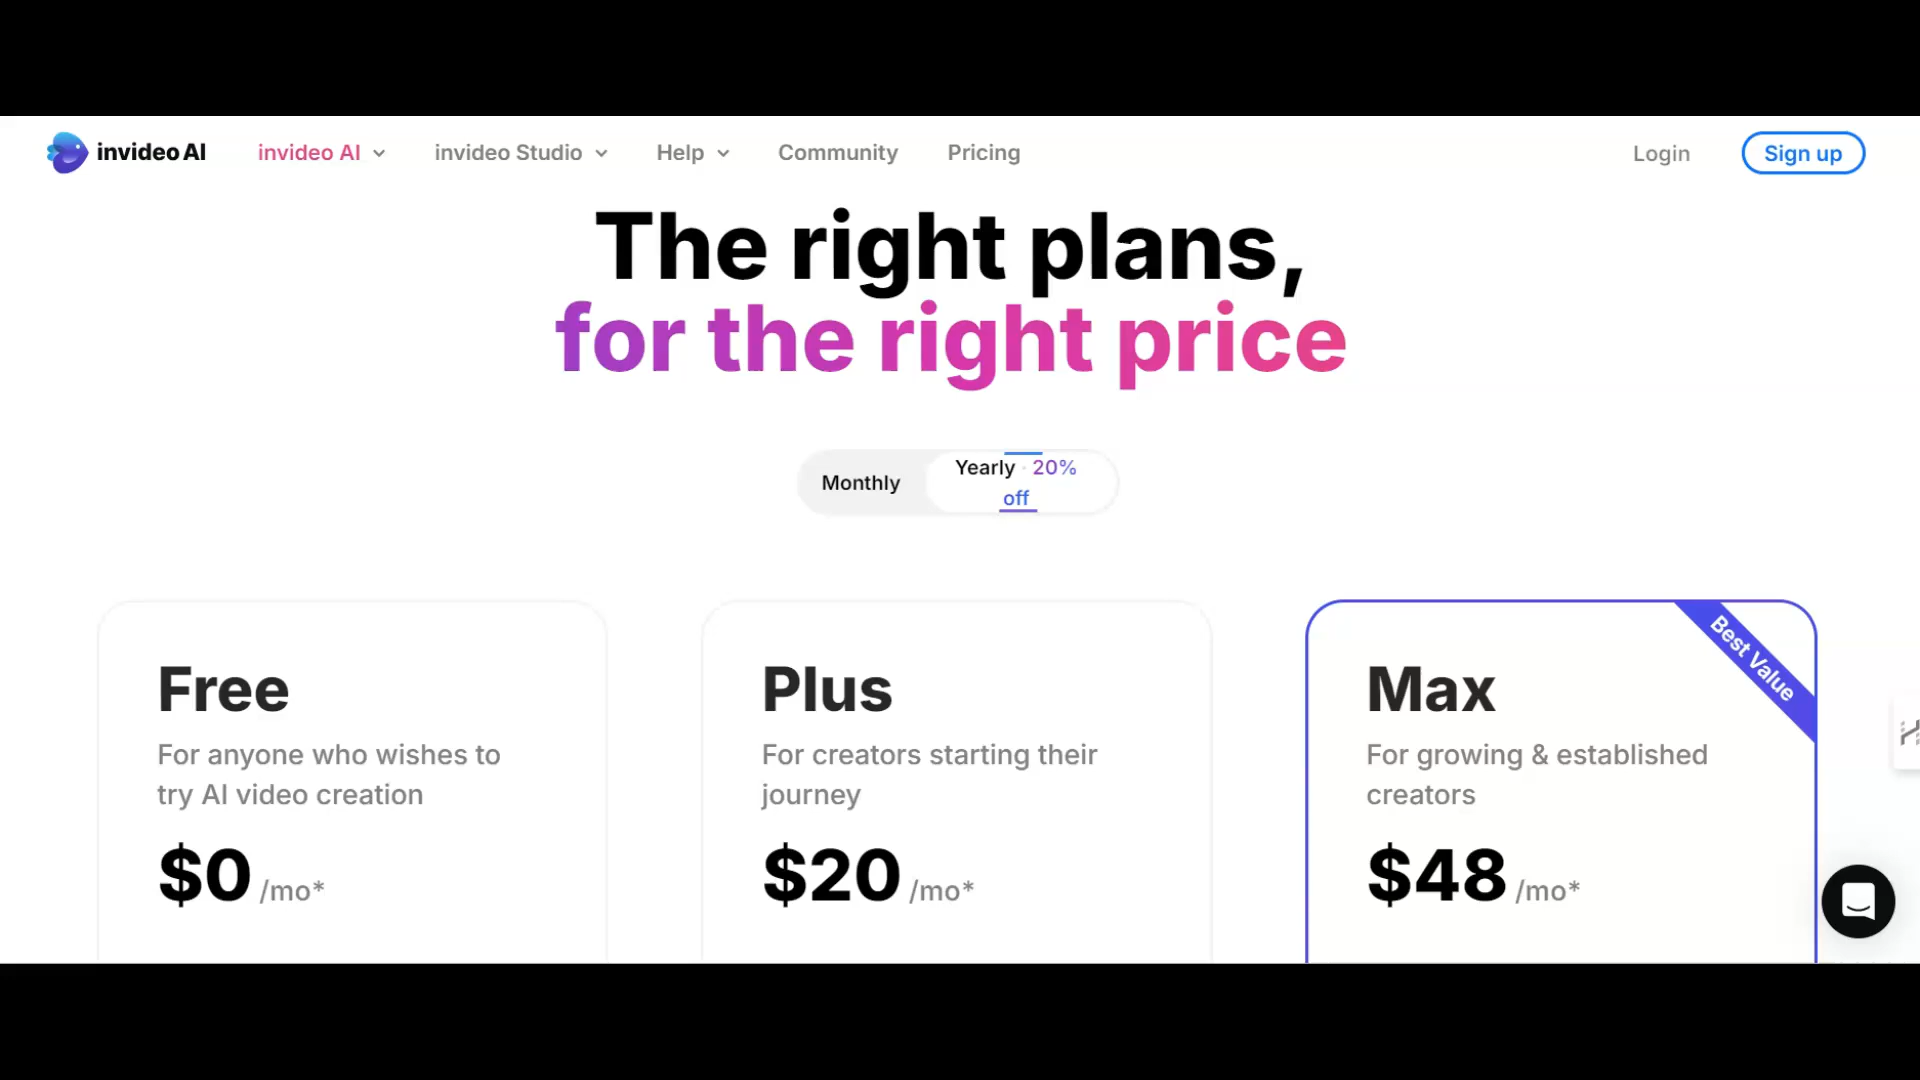 invideo AI
invideo AI
invideo Studio
Help
Community
Pricing
Login
Sign up
The right plans,
for the right price
Monthly
Yearly · 20%
off
Free
For anyone who wishes to
try AI video creation
$0 /mo*
Plus
For creators starting their
journey
$20 /mo*
Best Value
Max
For growing & established
creators
$48 /mo*